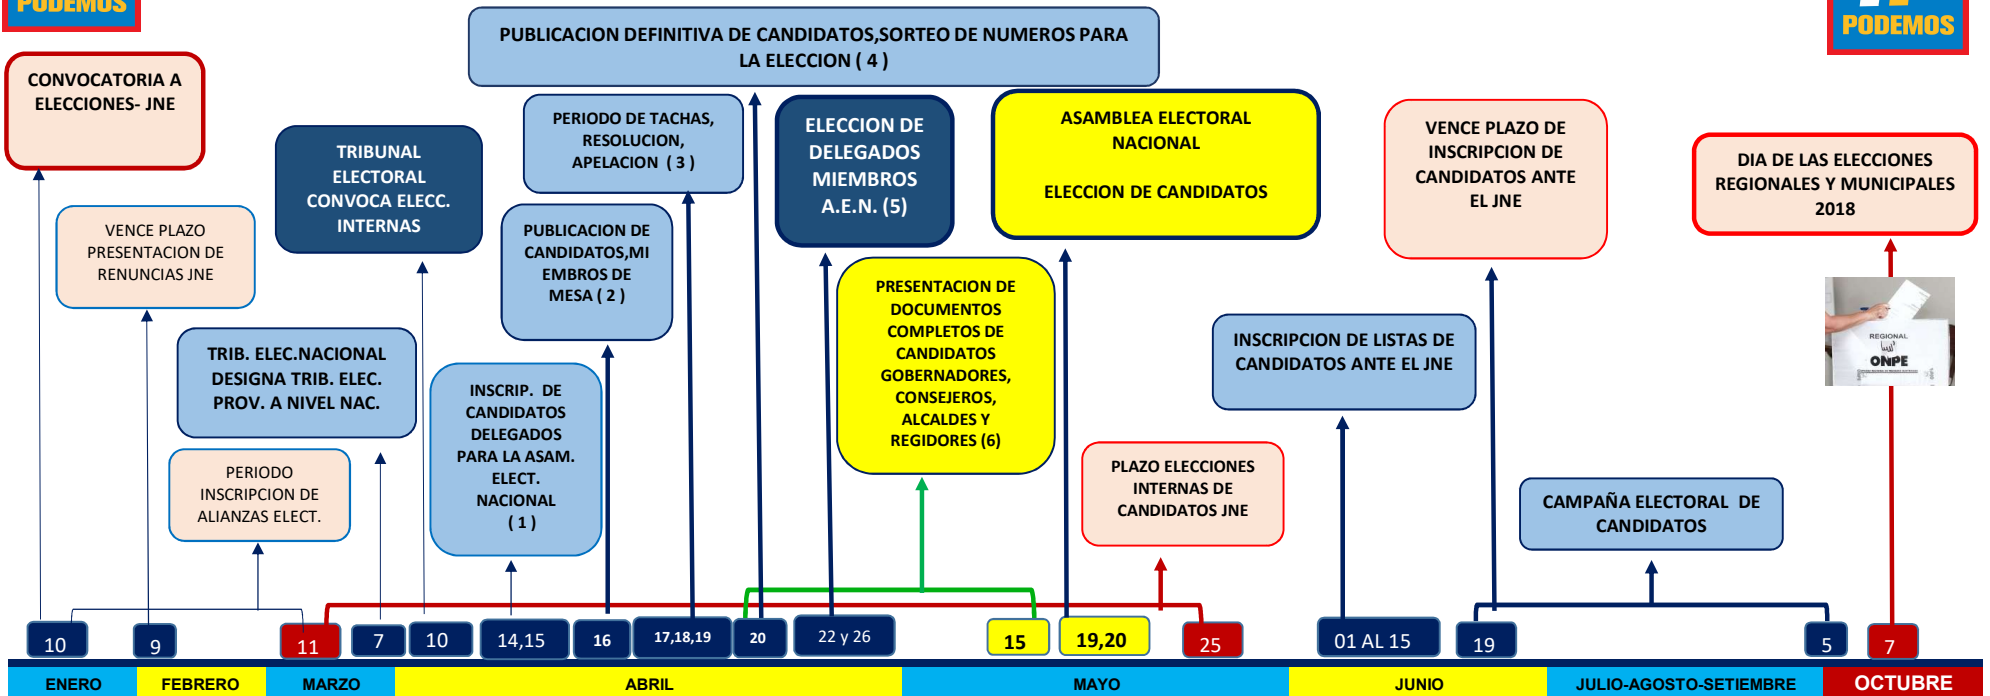 PODEMOS
PODEMOS
PUBLICACION DEFINITIVA DE CANDIDATOS,SORTEO DE NUMEROS PARA
LA ELECCION ( 4 )
CONVOCATORIA A
ELECCIONES- JNE
VENCE PLAZO
PRESENTACION DE
RENUNCIAS JNE
TRIB. ELEC.NACIONAL
DESIGNA TRIB. ELEC.
PROV. A NIVEL NAC.
PERIODO
INSCRIPCION DE
ALIANZAS ELECT.
TRIBUNAL
ELECTORAL
CONVOCA ELECC.
INTERNAS
INSCRIP. DE
CANDIDATOS
DELEGADOS
PARA LA ASAM.
ELECT.
NACIONAL
( 1 )
PERIODO DE TACHAS,
RESOLUCION,
APELACION ( 3 )
PUBLICACION DE
CANDIDATOS,MI
EMBROS DE
MESA ( 2 )
ELECCION DE
DELEGADOS
MIEMBROS
A.E.N. (5)
PRESENTACION DE
DOCUMENTOS
COMPLETOS DE
CANDIDATOS
GOBERNADORES,
CONSEJEROS,
ALCALDES Y
REGIDORES (6)
ASAMBLEA ELECTORAL
NACIONAL
ELECCION DE CANDIDATOS
PLAZO ELECCIONES
INTERNAS DE
CANDIDATOS JNE
INSCRIPCION DE LISTAS DE
CANDIDATOS ANTE EL JNE
VENCE PLAZO DE
INSCRIPCION DE
CANDIDATOS ANTE
EL JNE
CAMPAÑA ELECTORAL DE
CANDIDATOS
DIA DE LAS ELECCIONES
REGIONALES Y MUNICIPALES
2018
REGIONAL
ONPE
10
9
11
7
10
14,15
16
17,18,19
20
22 y 26
15
19,20
25
01 AL 15
19
5
7
ENERO
FEBRERO
MARZO
ABRIL
MAYO
JUNIO
JULIO-AGOSTO-SETIEMBRE
OCTUBRE